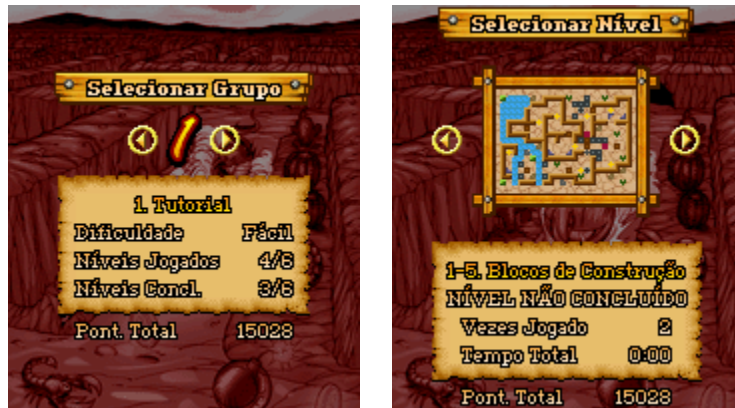 Selecionar Grupo
1. Tutorial
Dificuldade Fácil
Níveis Jogados 4/6
Níveis Concl. 3/6
Pont. Total 15028
Selecionar Nível
1-5. Blocos de Construção
NÍVEL NÃO CONCLUÍDO
Vezes Jogado 2
Tempo Total 0:00
Pont. Total 15028